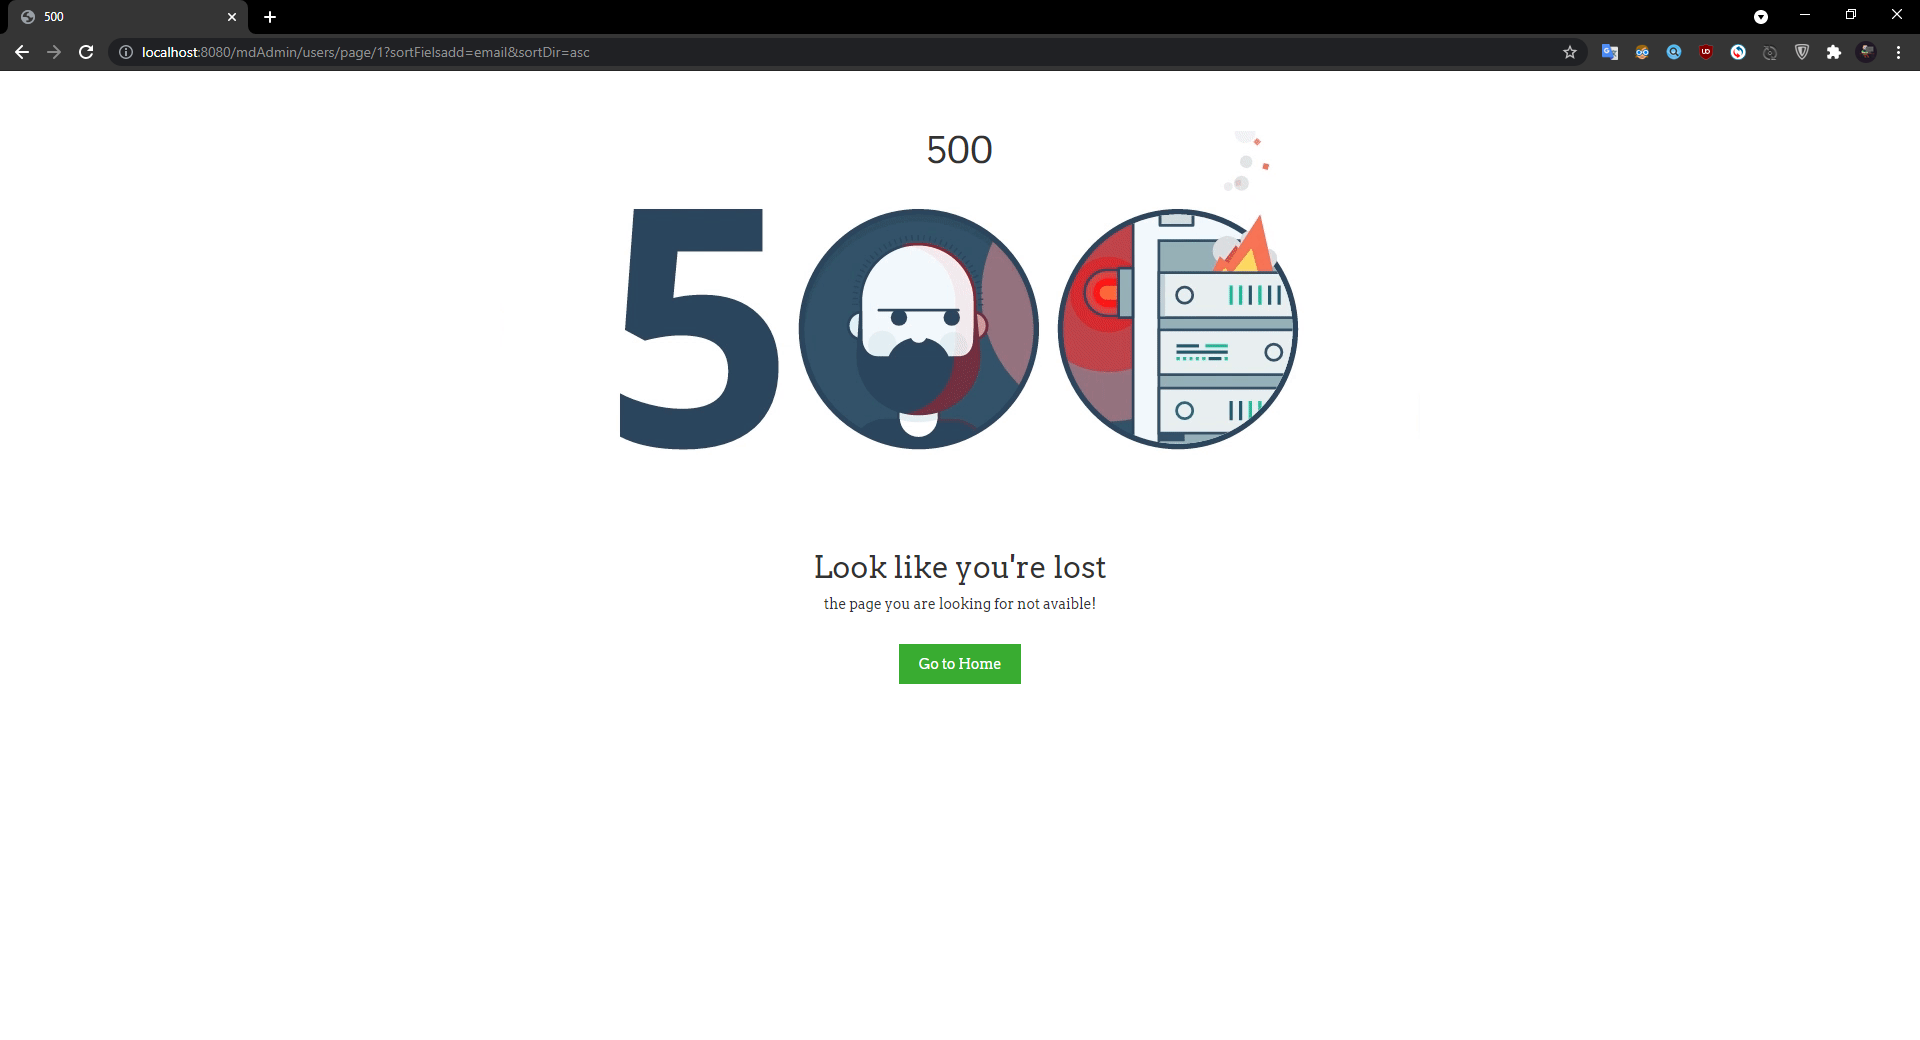 500
localhost:8080/mdAdmin/users/page/1?sortFielsadd=email&sortDir=asc
500
500
Look like you're lost
the page you are looking for not avaible!
Go to Home